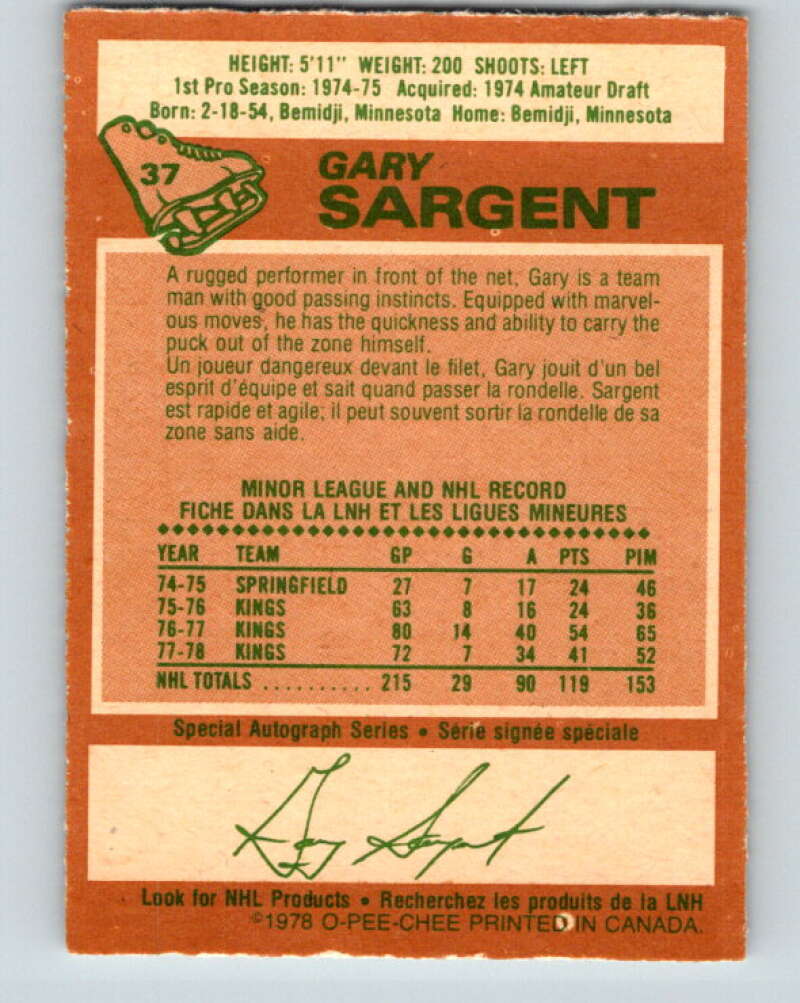 HEIGHT: 5'11" WEIGHT: 200 SHOOTS: LEFT
1st Pro Season: 1974-75 Acquired: 1974 Amateur Draft
Born: 2-18-54, Bemidji, Minnesota Home: Bemidji, Minnesota
37
GARY
SARGENT
A rugged performer in front of the net, Gary is a team
man with good passing instincts. Equipped with marvel-
ous moves, he has the quickness and ability to carry the
puck out of the zone himself.
Un joueur dangereux devant le filet, Gary jouit d'un bel
esprit d'équipe et sait quand passer la rondelle. Sargent
est rapide et agile; il peut souvent sortir la rondelle de sa
zone sans aide.
MINOR LEAGUE AND NHL RECORD
FICHE DANS LA LNH ET LES LIGUES MINEURES
YEAR TEAM GP G A PTS PIM
74-75 SPRINGFIELD 27 7 17 24 46
75-76 KINGS 63 8 16 24 36
76-77 KINGS 80 14 40 54 65
77-78 KINGS 72 7 34 41 52
NHL TOTALS .......... 215 29 90 119 153
Special Autograph Series • Série signée spéciale
Gary Sargent
Look for NHL Products • Recherchez les produits de la LNH
©1978 O-PEE-CHEE PRINTED IN CANADA.